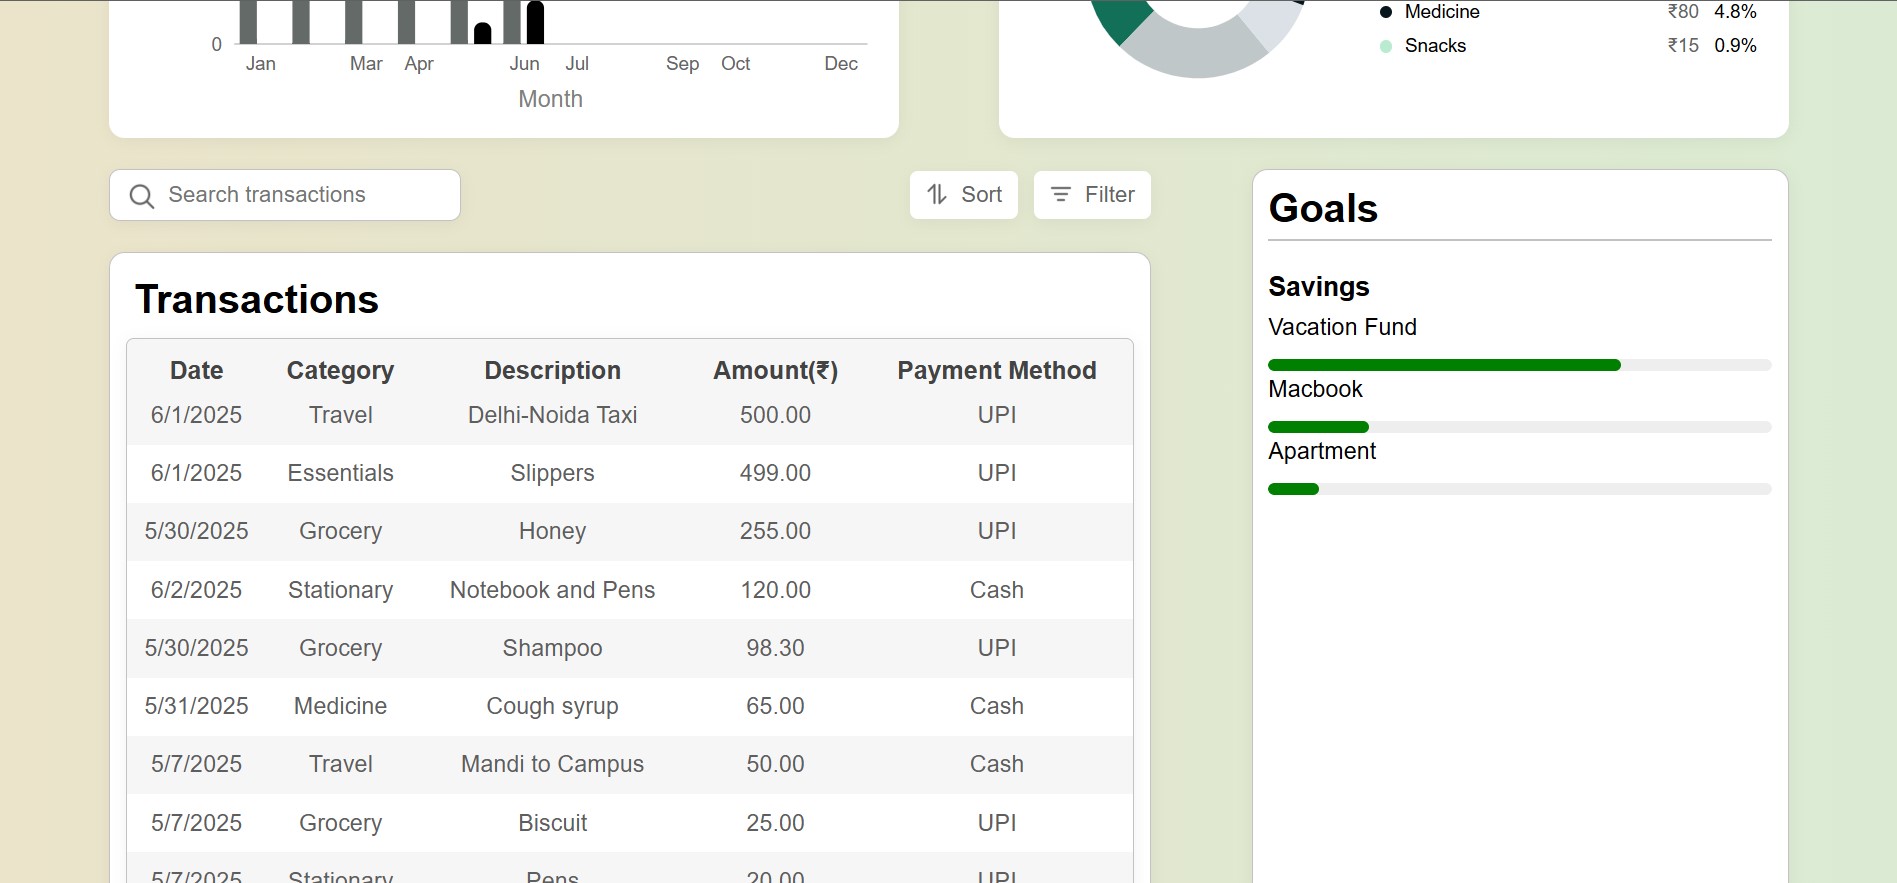 0
Jan Mar Apr Jun Jul Sep Oct Dec
Month
Medicine ₹80 4.8%
Snacks ₹15 0.9%
Search transactions
Sort
Filter
Transactions
Date Category Description Amount(₹) Payment Method
6/1/2025 Travel Delhi-Noida Taxi 500.00 UPI
6/1/2025 Essentials Slippers 499.00 UPI
5/30/2025 Grocery Honey 255.00 UPI
6/2/2025 Stationary Notebook and Pens 120.00 Cash
5/30/2025 Grocery Shampoo 98.30 UPI
5/31/2025 Medicine Cough syrup 65.00 Cash
5/7/2025 Travel Mandi to Campus 50.00 Cash
5/7/2025 Grocery Biscuit 25.00 UPI
5/7/2025 Stationary Pens 20.00 UPI
Goals
Savings
Vacation Fund
Macbook
Apartment